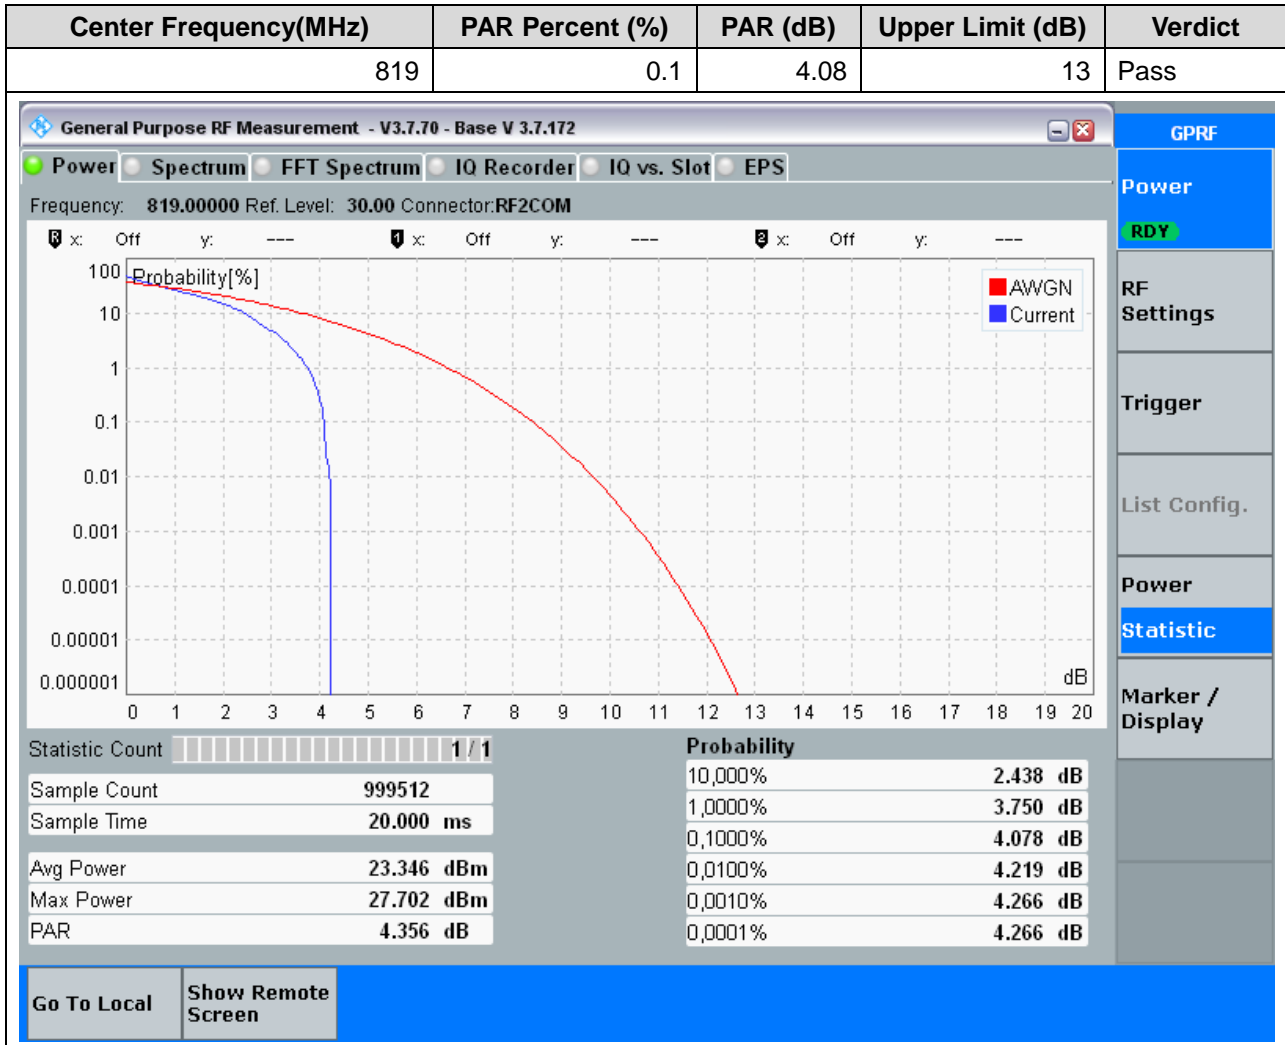 Center Frequency(MHz) PAR Percent (%) PAR (dB) Upper Limit (dB) Verdict
819 0.1 4.08 13 Pass
General Purpose RF Measurement - V3.7.70 - Base V 3.7.172
GPRF
Power Spectrum FFT Spectrum IQ Recorder IQ vs. Slot EPS
Power
RDY
Frequency: 819.00000 Ref. Level: 30.00 Connector:RF2COM
R x: Off y: --- 1 x: Off y: --- 2 x: Off y: ---
Probability[%]
AWGN
Current
100
10
1
0.1
0.01
0.001
0.0001
0.00001
0.000001
dB
0 1 2 3 4 5 6 7 8 9 10 11 12 13 14 15 16 17 18 19 20
RF
Settings
Trigger
List Config.
Power
Statistic
Marker /
Display
Statistic Count 1 / 1
Sample Count 999512
Sample Time 20.000 ms
Avg Power 23.346 dBm
Max Power 27.702 dBm
PAR 4.356 dB
Probability
10,000% 2.438 dB
1,0000% 3.750 dB
0,1000% 4.078 dB
0,0100% 4.219 dB
0,0010% 4.266 dB
0,0001% 4.266 dB
Go To Local
Show Remote
Screen